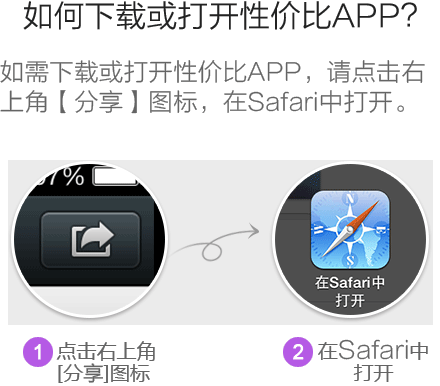 如何下载或打开性价比APP?
如需下载或打开性价比APP，请点击右
上角【分享】图标，在Safari中打开。
7%
在Safari中
打开
1 点击右上角
[分享]图标
2 在Safari中
打开